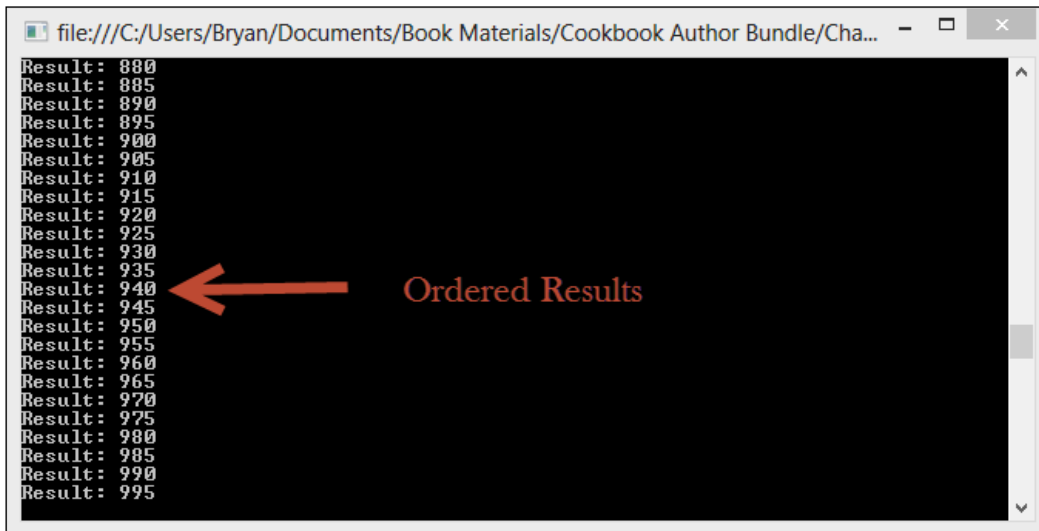 file:///C:/Users/Bryan/Documents/Book Materials/Cookbook Author Bundle/Cha...
Result: 880
Result: 885
Result: 890
Result: 895
Result: 900
Result: 905
Result: 910
Result: 915
Result: 920
Result: 925
Result: 930
Result: 935
Result: 940
Ordered Results
Result: 945
Result: 950
Result: 955
Result: 960
Result: 965
Result: 970
Result: 975
Result: 980
Result: 985
Result: 990
Result: 995